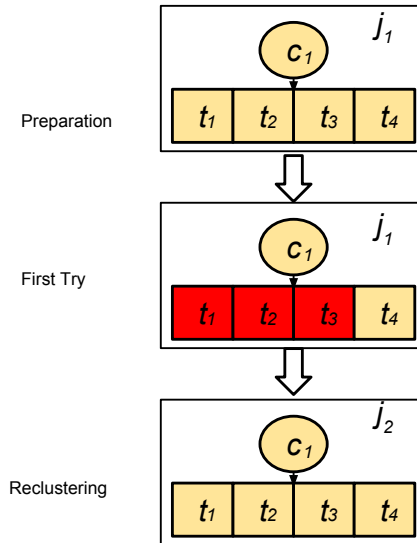 j1
c1
Preparation
t1 t2 t3 t4
j1
c1
First Try
t1 t2 t3 t4
j2
c1
Reclustering
t1 t2 t3 t4